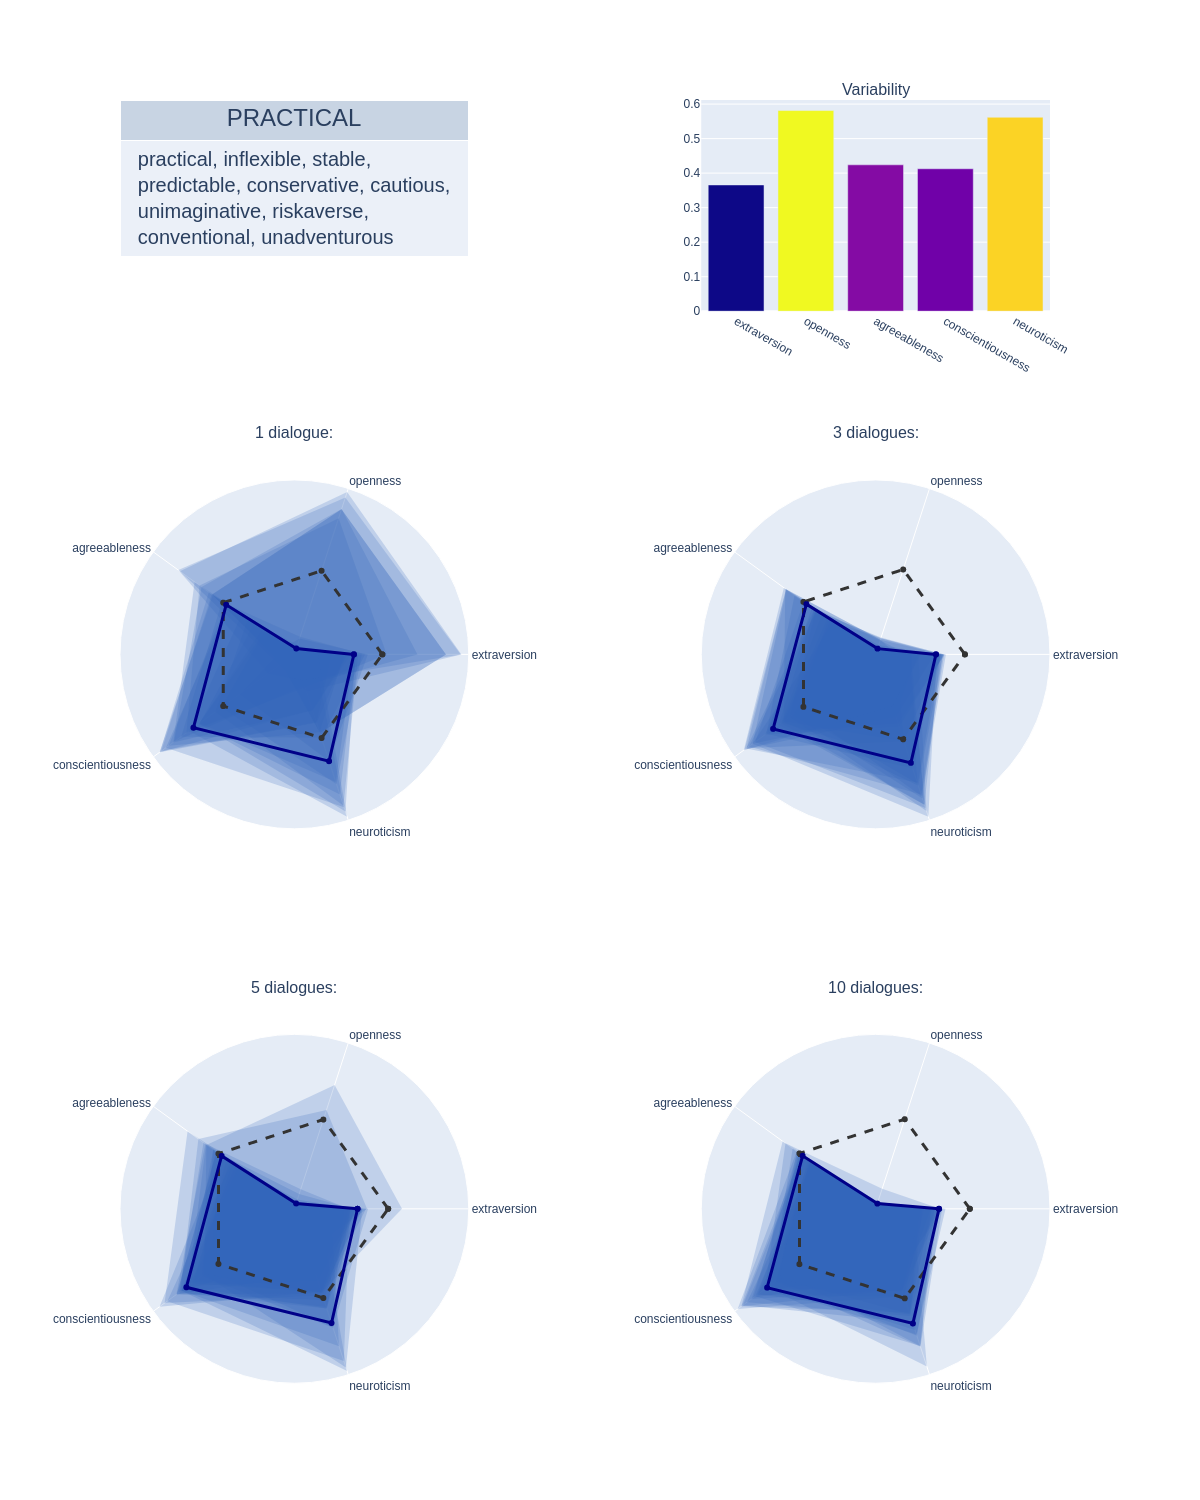 PRACTICAL
practical, inflexible, stable,
predictable, conservative, cautious,
unimaginative, riskaverse,
conventional, unadventurous
Variability
0.6
0.5
0.4
0.3
0.2
0.1
0
extraversion
openness
agreeableness
conscientiousness
neuroticism
1 dialogue:
openness
agreeableness
extraversion
conscientiousness
neuroticism
3 dialogues:
openness
agreeableness
extraversion
conscientiousness
neuroticism
5 dialogues:
openness
agreeableness
extraversion
conscientiousness
neuroticism
10 dialogues:
openness
agreeableness
extraversion
conscientiousness
neuroticism